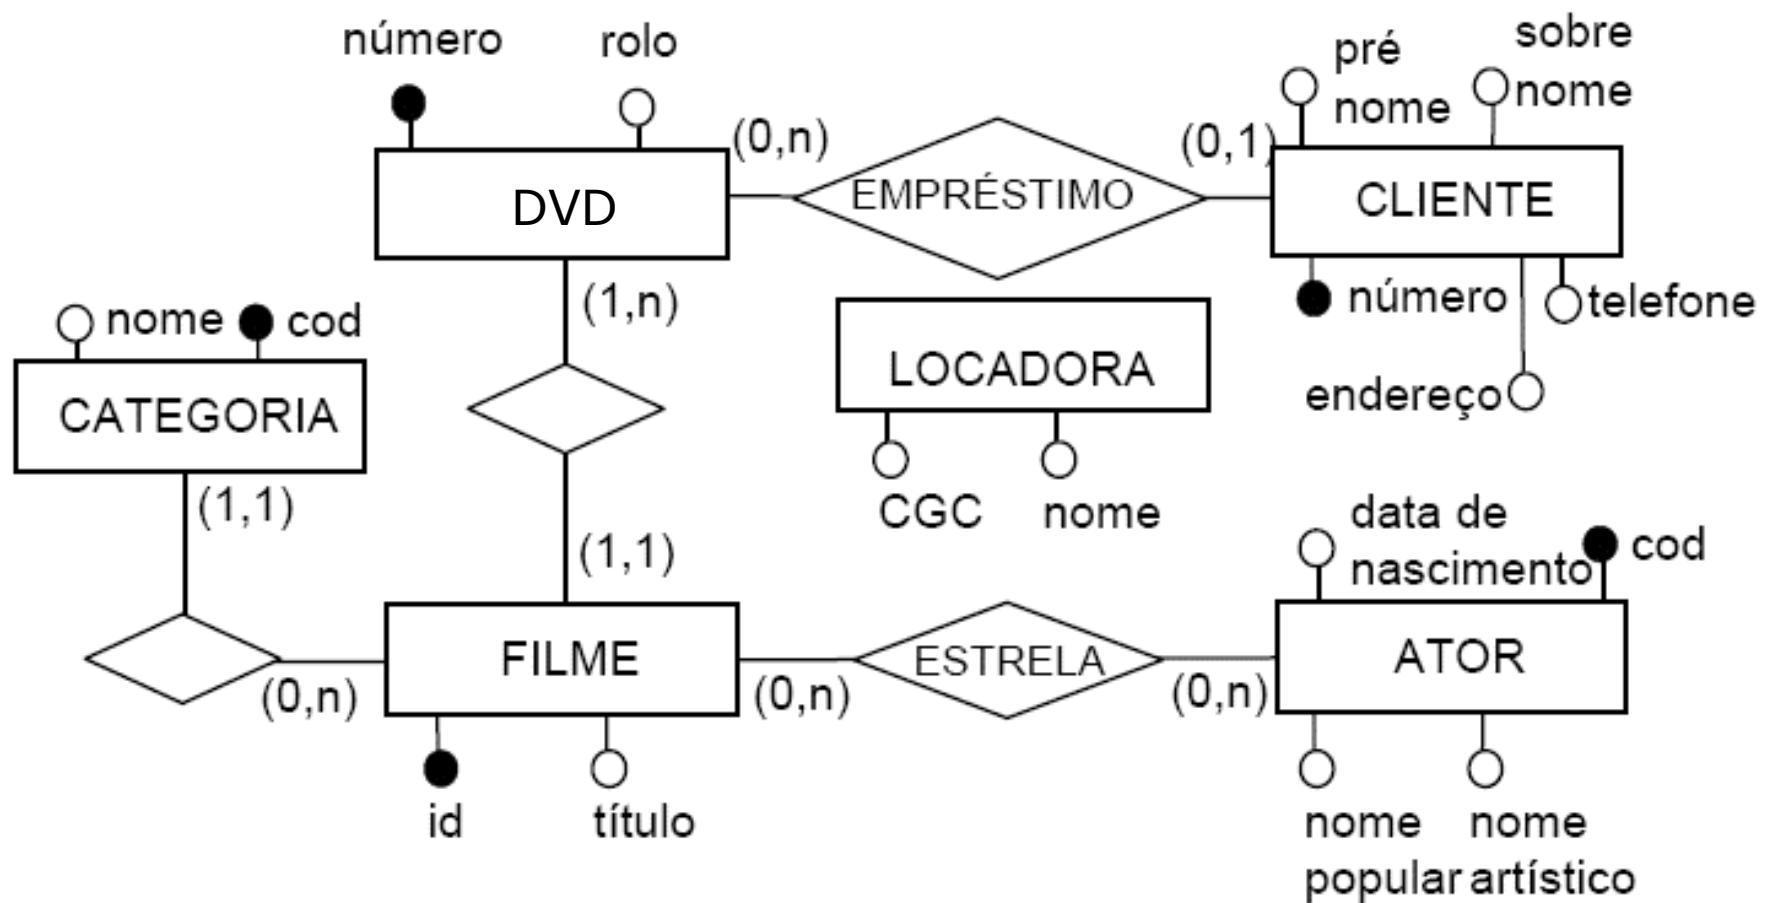 número
rolo
pré
nome
sobre
nome
(0,n)
(0,1)
DVD
EMPRÉSTIMO
CLIENTE
(1,n)
número
telefone
nome
cod
LOCADORA
endereço
CATEGORIA
(1,1)
CGC
nome
(1,1)
data de
nascimento
cod
FILME
ESTRELA
ATOR
(0,n)
(0,n)
(0,n)
id
título
nome
popular
nome
artístico